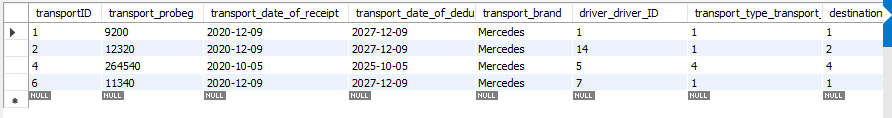 transportID transport_probeg transport_date_of_receipt transport_date_of_dedu transport_brand driver_driver_ID transport_type_transport_ destination
1 9200 2020-12-09 2027-12-09 Mercedes 1 1 1
2 12320 2020-12-09 2027-12-09 Mercedes 14 1 2
4 264540 2020-10-05 2025-10-05 Mercedes 5 4 4
6 11340 2020-12-09 2027-12-09 Mercedes 7 1 1
NULL NULL NULL NULL NULL NULL NULL NULL